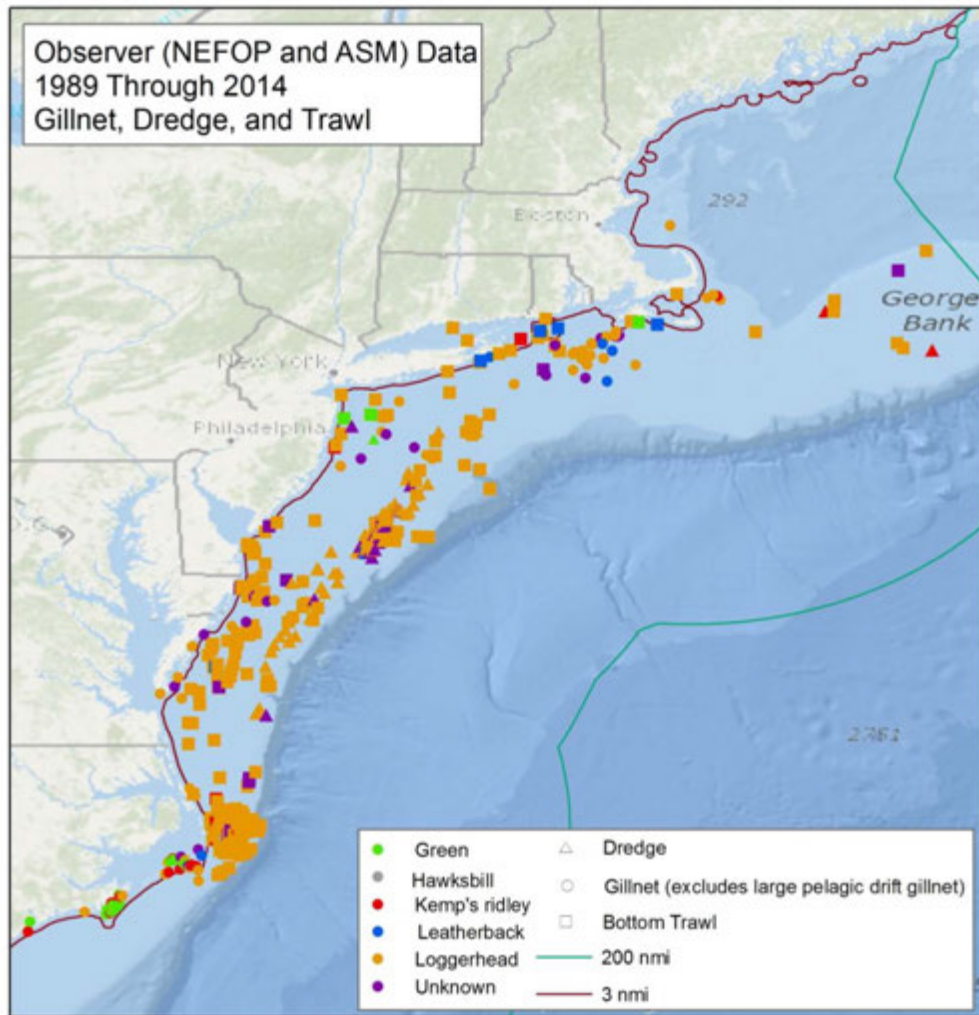 Observer (NEFOP and ASM) Data
1989 Through 2014
Gillnet, Dredge, and Trawl
Boston
292
George
Bank
New York
Philadelphia
2761
Green
Hawksbill
Kemp's ridley
Leatherback
Loggerhead
Unknown
Dredge
Gillnet (excludes large pelagic drift gillnet)
Bottom Trawl
200 nmi
3 nmi